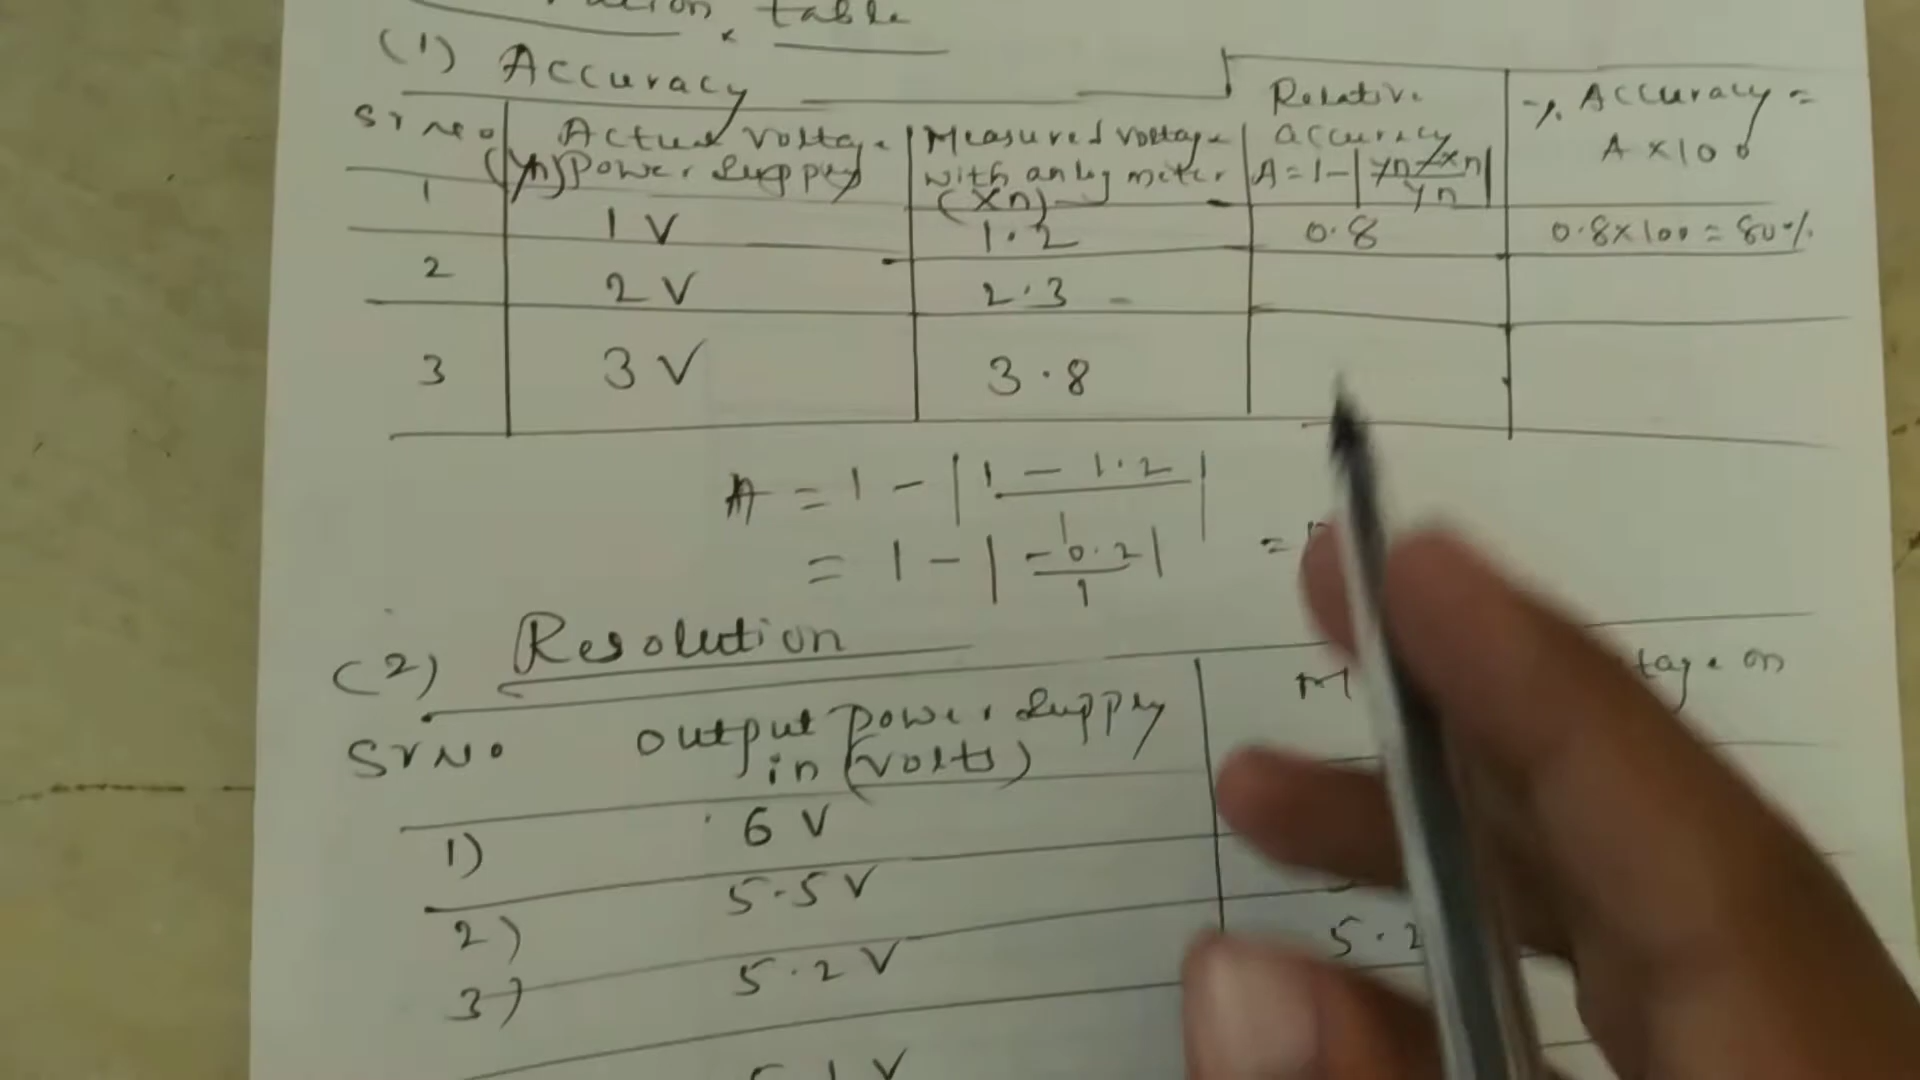 table
(1) Accuracy
Sr No. Actual Voltage Power Supply (Yn) Measured Voltage with analog meter (Xn) Relative accuracy A = 1 - |Yn - Xn / Yn| % Accuracy = A x 100
1 1 V 1.2 0.8 0.8 x 100 = 80%
2 2 V 2.3
3 3 V 3.8
A = 1 - |1 - 1.2 / 1|
= 1 - |-0.2 / 1| =
(2) Resolution
Sr No. output power supply in (volts) on
1) 6 V
2) 5.5 V
3) 5.2 V 5.2